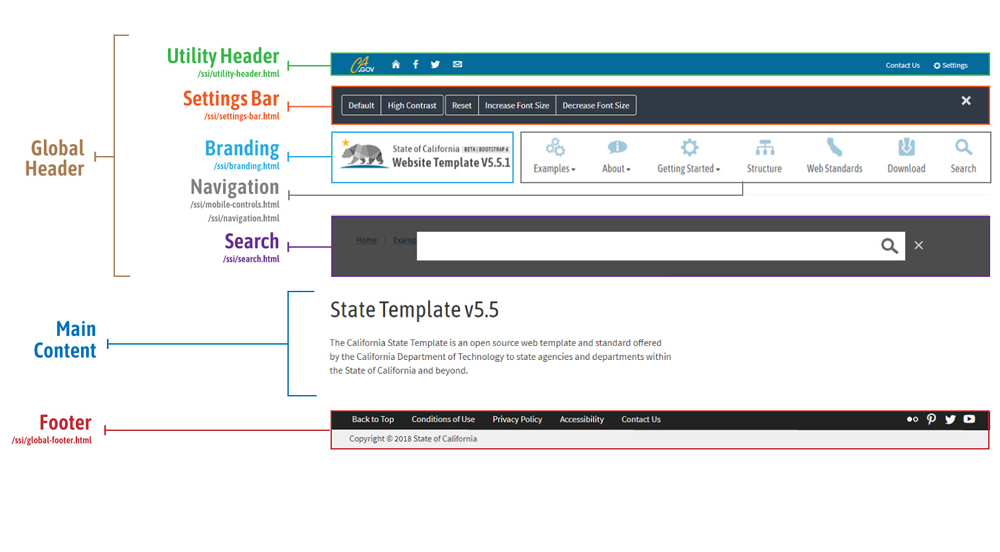 Utility Header
/ssi/utility-header.html
CA.GOV
Contact Us
Settings
Settings Bar
/ssi/settings-bar.html
Default
High Contrast
Reset
Increase Font Size
Decrease Font Size
Global
Header
Branding
/ssi/branding.html
State of California BETA | BOOTSTRAP 4
Website Template V5.5.1
Navigation
/ssi/mobile-controls.html
/ssi/navigation.html
Examples
About
Getting Started
Structure
Web Standards
Download
Search
Search
/ssi/search.html
Home | Examp
Main
Content
State Template v5.5
The California State Template is an open source web template and standard offered
by the California Department of Technology to state agencies and departments within
the State of California and beyond.
Footer
/ssi/global-footer.html
Back to Top
Conditions of Use
Privacy Policy
Accessibility
Contact Us
Copyright © 2018 State of California